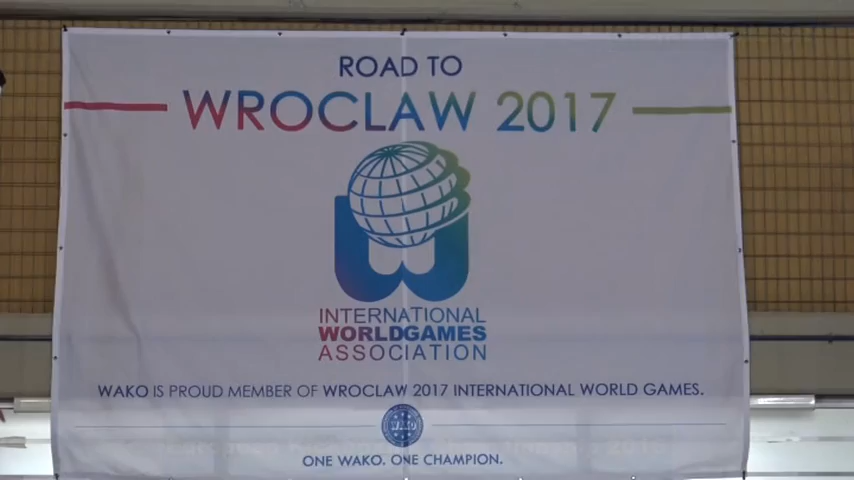 ROAD TO
WROCLAW 2017
INTERNATIONAL
WORLDGAMES
ASSOCIATION
WAKO IS PROUD MEMBER OF WROCLAW 2017 INTERNATIONAL WORLD GAMES.
WAKO
ONE WAKO. ONE CHAMPION.